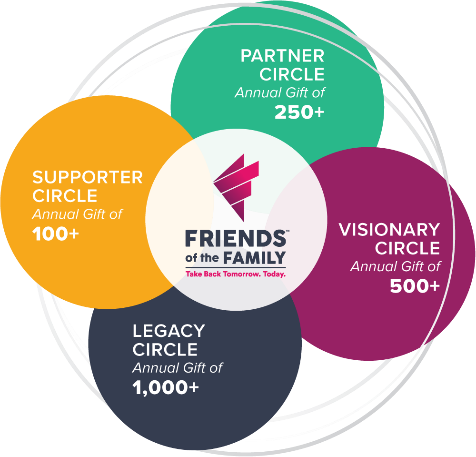 PARTNER
CIRCLE
Annual Gift of
250+
SUPPORTER
CIRCLE
Annual Gift of
100+
FRIENDS™
of the FAMILY
Take Back Tomorrow. Today.
VISIONARY
CIRCLE
Annual Gift of
500+
LEGACY
CIRCLE
Annual Gift of
1,000+